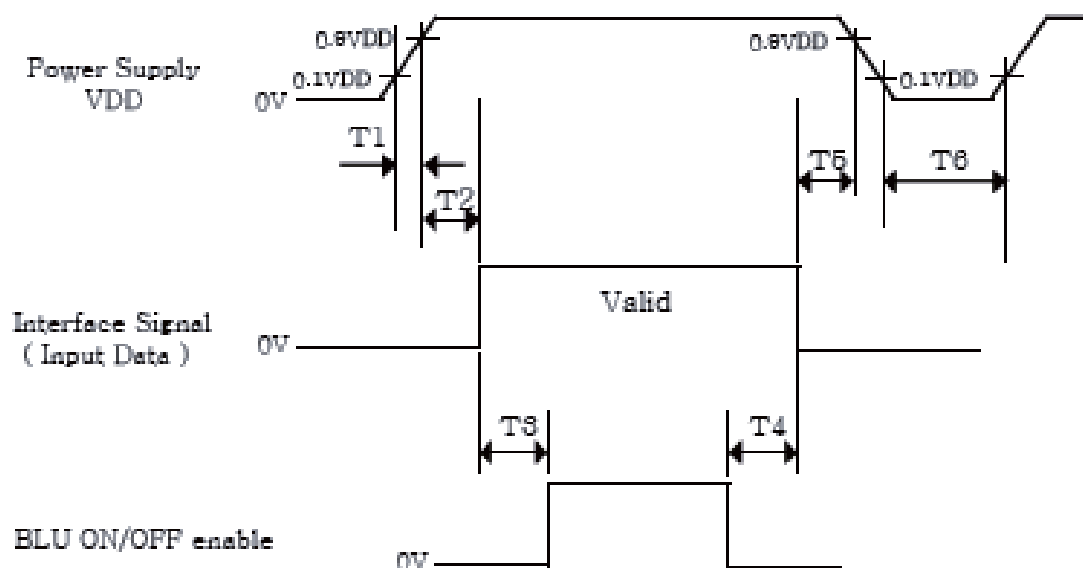 Power Supply
VDD
0.9VDD
0.1VDD
0V
0.9VDD
0.1VDD
T1
T2
T5
T6
Interface Signal
( Input Data )
0V
Valid
T3
T4
BLU ON/OFF enable
0V